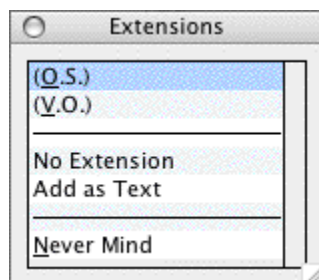 Extensions
(O.S.)
(V.O.)
No Extension
Add as Text
Never Mind